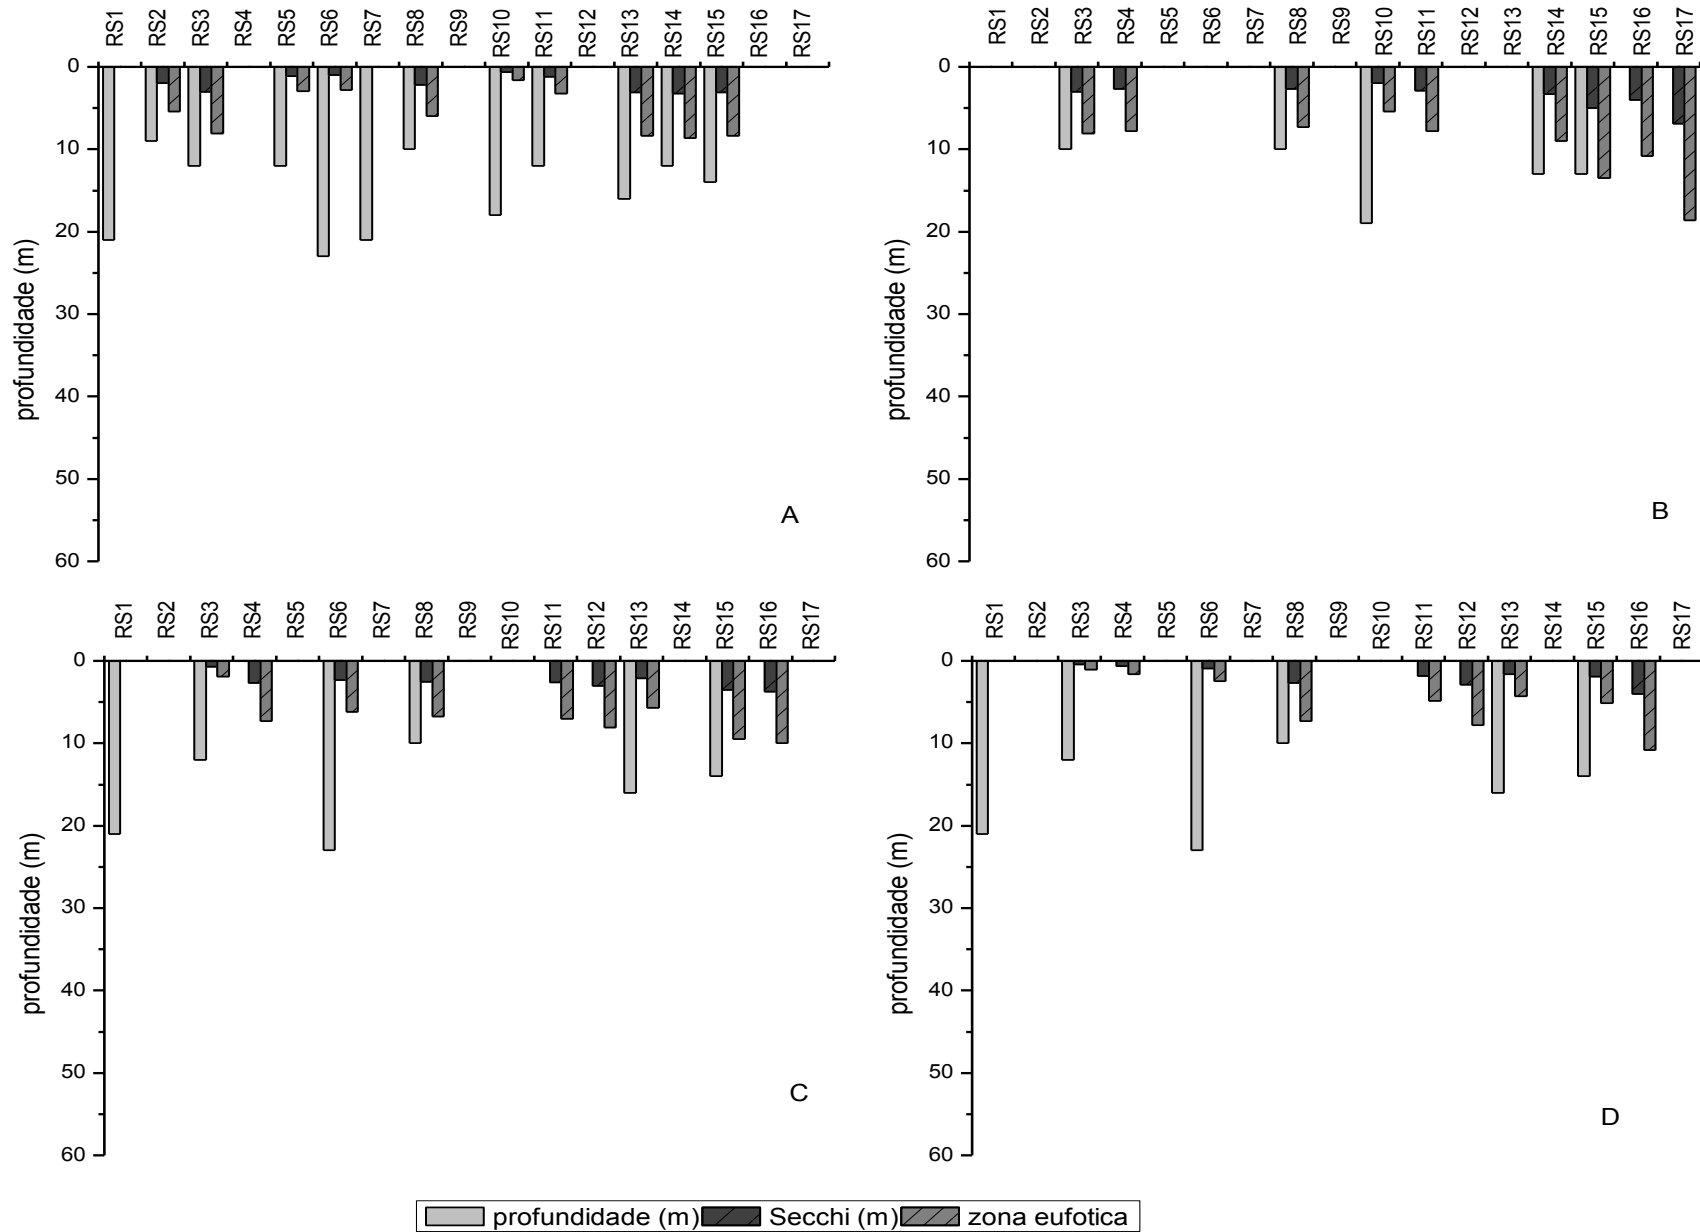 RS1 RS2 RS3 RS4 RS5 RS6 RS7 RS8 RS9 RS10 RS11 RS12 RS13 RS14 RS15 RS16 RS17
0
10
20
30
40
50
60
profundidade (m)
A
RS1 RS2 RS3 RS4 RS5 RS6 RS7 RS8 RS9 RS10 RS11 RS12 RS13 RS14 RS15 RS16 RS17
0
10
20
30
40
50
60
profundidade (m)
B
RS1 RS2 RS3 RS4 RS5 RS6 RS7 RS8 RS9 RS10 RS11 RS12 RS13 RS14 RS15 RS16 RS17
0
10
20
30
40
50
60
profundidade (m)
C
RS1 RS2 RS3 RS4 RS5 RS6 RS7 RS8 RS9 RS10 RS11 RS12 RS13 RS14 RS15 RS16 RS17
0
10
20
30
40
50
60
profundidade (m)
D
profundidade (m) Secchi (m) zona eufotica